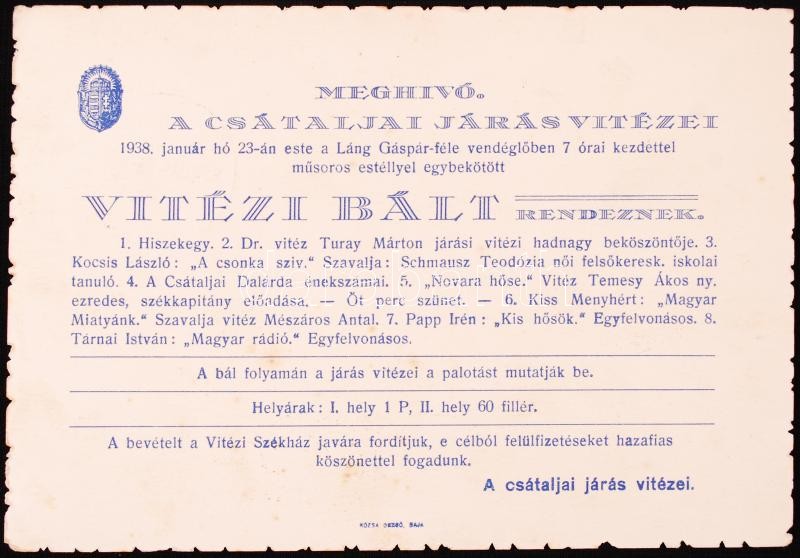 MEGHIVÓ.
A CSÁTALJAI JÁRÁS VITÉZEI
1938. január hó 23-án este a Láng Gáspár-féle vendéglőben 7 órai kezdettel
műsoros estéllyel egybekötött
VITÉZI BÁLT RENDEZNEK.
1. Hiszekegy. 2. Dr. vitéz Turay Márton járási vitézi hadnagy beköszöntője. 3.
Kocsis László: „A csonka sziv.“ Szavalja: Schmausz Teodózia női felsőkeresk. iskolai
tanuló. 4. A Csátaljai Dalárda énekszámai. 5. „Novara hőse.“ Vitéz Temesy Ákos ny.
ezredes, székkapitány előadása. — Öt perc szünet. — 6. Kiss Menyhért: „Magyar
Miatyánk.“ Szavalja vitéz Mészáros Antal. 7. Papp Irén: „Kis hősök.“ Egyfelvonásos. 8.
Tárnai István: „Magyar rádió.“ Egyfelvonásos.
A bál folyamán a járás vitézei a palotást mutatják be.
Helyárak: I. hely 1 P, II. hely 60 fillér.
A bevételt a Vitézi Székház javára fordítjuk, e célból felülfizetéseket hazafias
köszönettel fogadunk.
A csátaljai járás vitézei.
KÓZSA DEZSŐ, BAJA